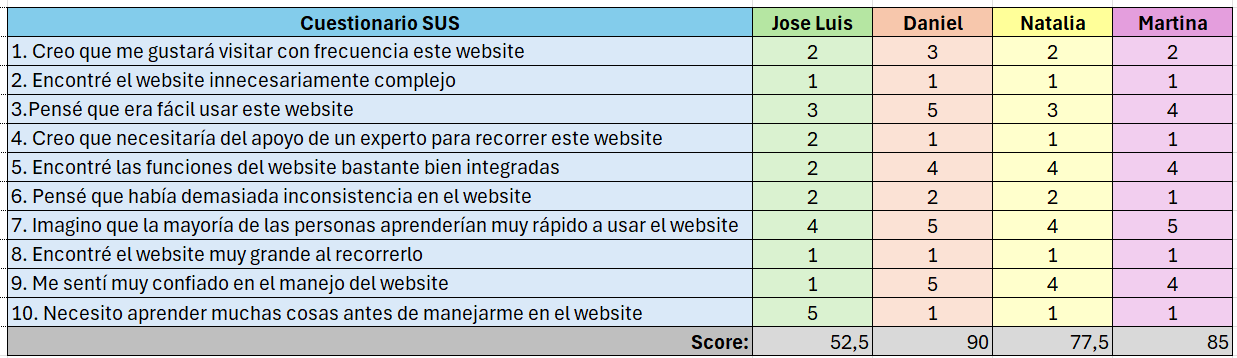 Cuestionario SUS Jose Luis Daniel Natalia Martina
1. Creo que me gustará visitar con frecuencia este website 2 3 2 2
2. Encontré el website innecesariamente complejo 1 1 1 1
3.Pensé que era fácil usar este website 3 5 3 4
4. Creo que necesitaría del apoyo de un experto para recorrer este website 2 1 1 1
5. Encontré las funciones del website bastante bien integradas 2 4 4 4
6. Pensé que había demasiada inconsistencia en el website 2 2 2 1
7. Imagino que la mayoría de las personas aprenderían muy rápido a usar el website 4 5 4 5
8. Encontré el website muy grande al recorrerlo 1 1 1 1
9. Me sentí muy confiado en el manejo del website 1 5 4 4
10. Necesito aprender muchas cosas antes de manejarme en el website 5 1 1 1
Score: 52,5 90 77,5 85